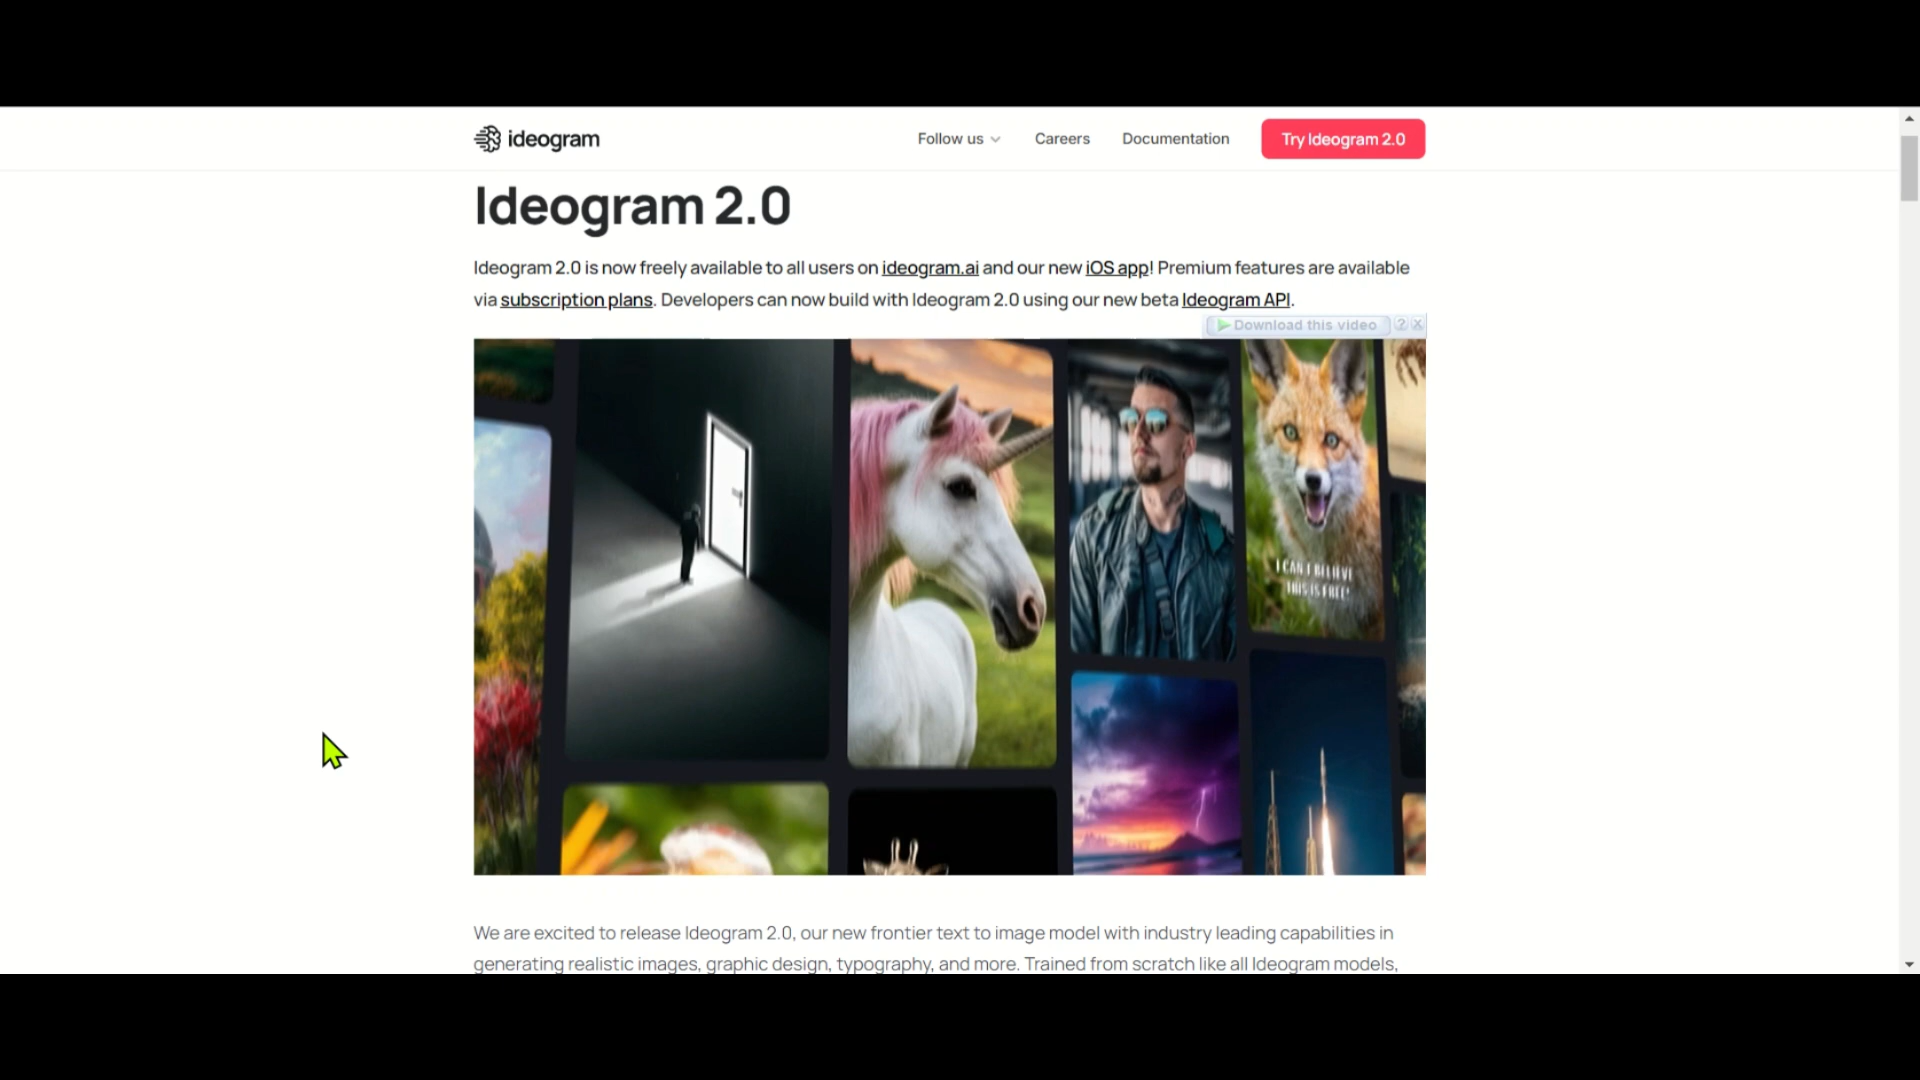 ideogram
Follow us
Careers
Documentation
Try Ideogram 2.0
Ideogram 2.0
Ideogram 2.0 is now freely available to all users on ideogram.ai and our new iOS app! Premium features are available
via subscription plans. Developers can now build with Ideogram 2.0 using our new beta Ideogram API.
Download this video ? X
I CAN'T BELIEVE
THIS IS FREE!
We are excited to release Ideogram 2.0, our new frontier text to image model with industry leading capabilities in
generating realistic images, graphic design, typography, and more. Trained from scratch like all Ideogram models,